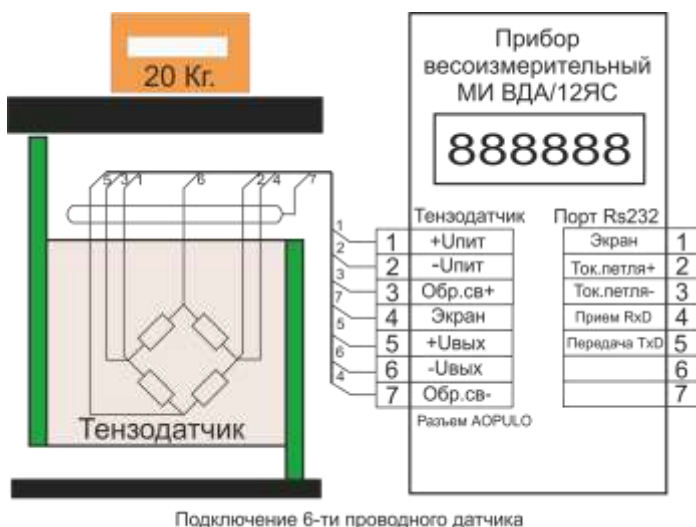 20 Кг.
Прибор
весоизмерительный
МИ ВДА/12ЯС
888888
5 3 1 6 2 4 7
Тензодатчик Порт Rs232
1 1 +Uпит Экран 1
2 2 -Uпит Ток.петля+ 2
3 3 Обр.св+ Ток.петля- 3
7 4 Экран Прием RxD 4
5 5 +Uвых Передача TxD 5
6 6 -Uвых 6
4 7 Обр.св- 7
Тензодатчик
Разъем AOPULO
Подключение 6-ти проводного датчика